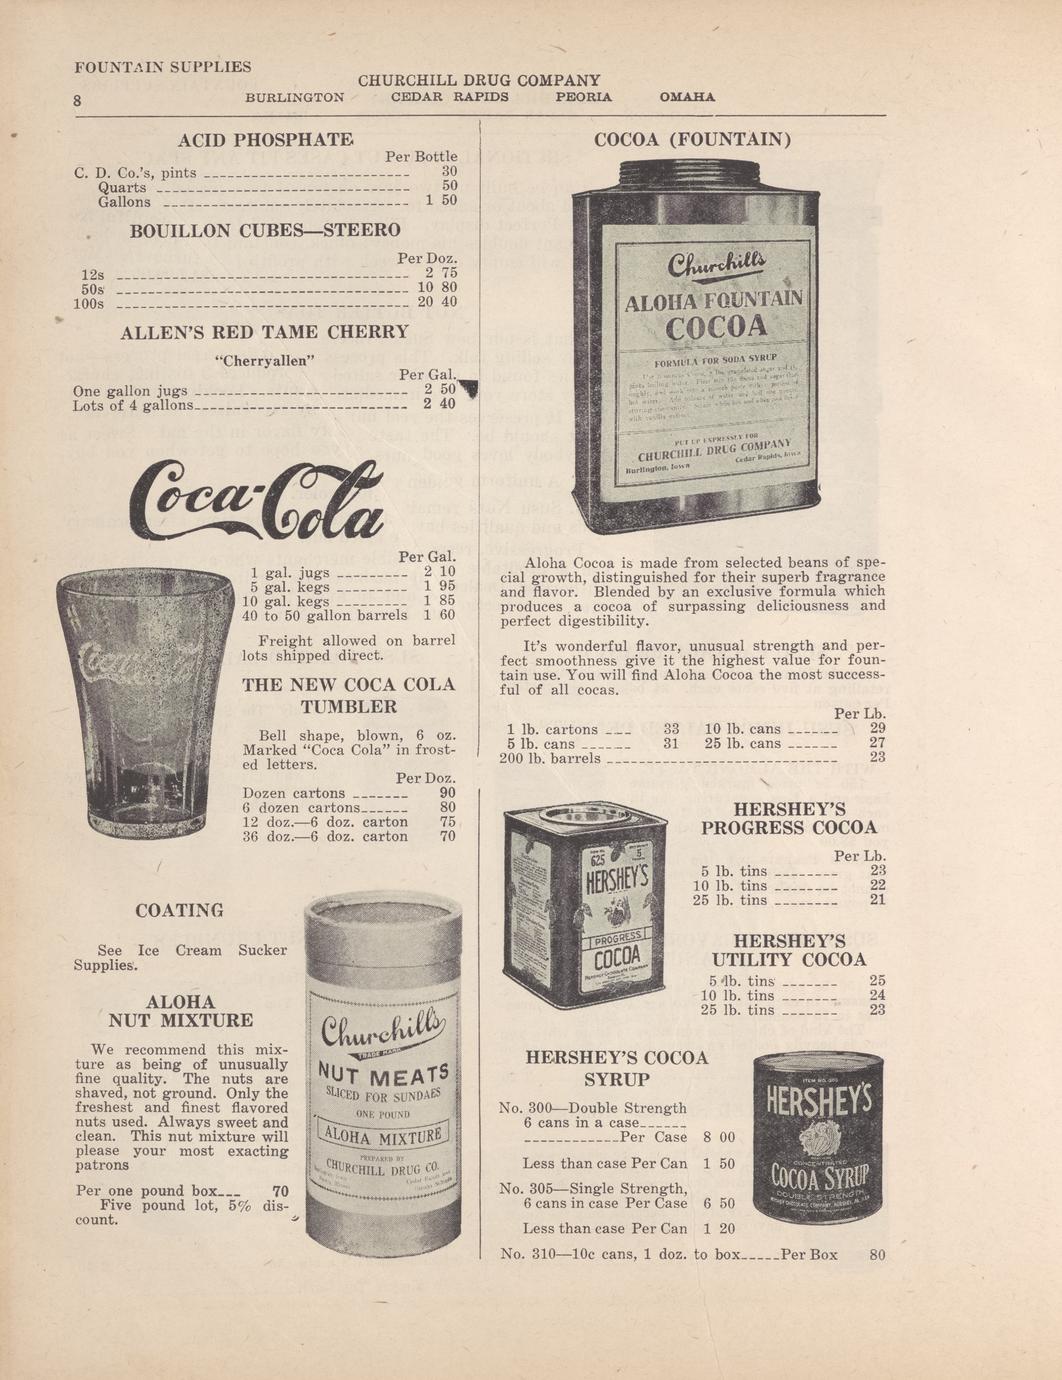 FOUNTAIN SUPPLIES
CHURCHILL DRUG COMPANY
8 BURLINGTON CEDAR RAPIDS PEORIA OMAHA
ACID PHOSPHATE
Per Bottle
C. D. Co.'s, pints 30
Quarts 50
Gallons 1 50
BOUILLON CUBES—STEERO
Per Doz.
12s 2 75
50s 10 80
100s 20 40
ALLEN'S RED TAME CHERRY
"Cherryallen"
Per Gal.
One gallon jugs 2 50
Lots of 4 gallons 2 40
Coca-Cola
Per Gal.
1 gal. jugs 2 10
5 gal. kegs 1 95
10 gal. kegs 1 85
40 to 50 gallon barrels 1 60
Freight allowed on barrel
lots shipped direct.
THE NEW COCA COLA
TUMBLER
Bell shape, blown, 6 oz.
Marked "Coca Cola" in frost-
ed letters.
Per Doz.
Dozen cartons 90
6 dozen cartons 80
12 doz.—6 doz. carton 75
36 doz.—6 doz. carton 70
Coca-Cola
COATING
See Ice Cream Sucker
Supplies.
ALOHA
NUT MIXTURE
We recommend this mix-
ture as being of unusually
fine quality. The nuts are
shaved, not ground. Only the
freshest and finest flavored
nuts used. Always sweet and
clean. This nut mixture will
please your most exacting
patrons
Per one pound box 70
Five pound lot, 5% dis-
count.
Churchill's
TRADE MARK
NUT MEATS
SLICED FOR SUNDAES
ONE POUND
ALOHA MIXTURE
PREPARED BY
CHURCHILL DRUG CO.
COCOA (FOUNTAIN)
Churchill's
ALOHA FOUNTAIN
COCOA
FORMULA FOR SODA SYRUP
PUT UP EXPRESSLY FOR
CHURCHILL DRUG COMPANY
Burlington, Iowa Cedar Rapids, Iowa
Aloha Cocoa is made from selected beans of spe-
cial growth, distinguished for their superb fragrance
and flavor. Blended by an exclusive formula which
produces a cocoa of surpassing deliciousness and
perfect digestibility.
It's wonderful flavor, unusual strength and per-
fect smoothness give it the highest value for foun-
tain use. You will find Aloha Cocoa the most success-
ful of all cocas.
Per Lb.
1 lb. cartons 33 10 lb. cans 29
5 lb. cans 31 25 lb. cans 27
200 lb. barrels 23
625 5
HERSHEY'S
PROGRESS
COCOA
HERSHEY CHOCOLATE COMPANY
HERSHEY'S
PROGRESS COCOA
Per Lb.
5 lb. tins 23
10 lb. tins 22
25 lb. tins 21
HERSHEY'S
UTILITY COCOA
5 lb. tins 25
10 lb. tins 24
25 lb. tins 23
HERSHEY'S COCOA
SYRUP
No. 300—Double Strength
6 cans in a case
Per Case 8 00
Less than case Per Can 1 50
No. 305—Single Strength,
6 cans in case Per Case 6 50
Less than case Per Can 1 20
No. 310—10c cans, 1 doz. to box Per Box 80
ITEM NO. 300
HERSHEY'S
CONCENTRATED
COCOA SYRUP
DOUBLE STRENGTH